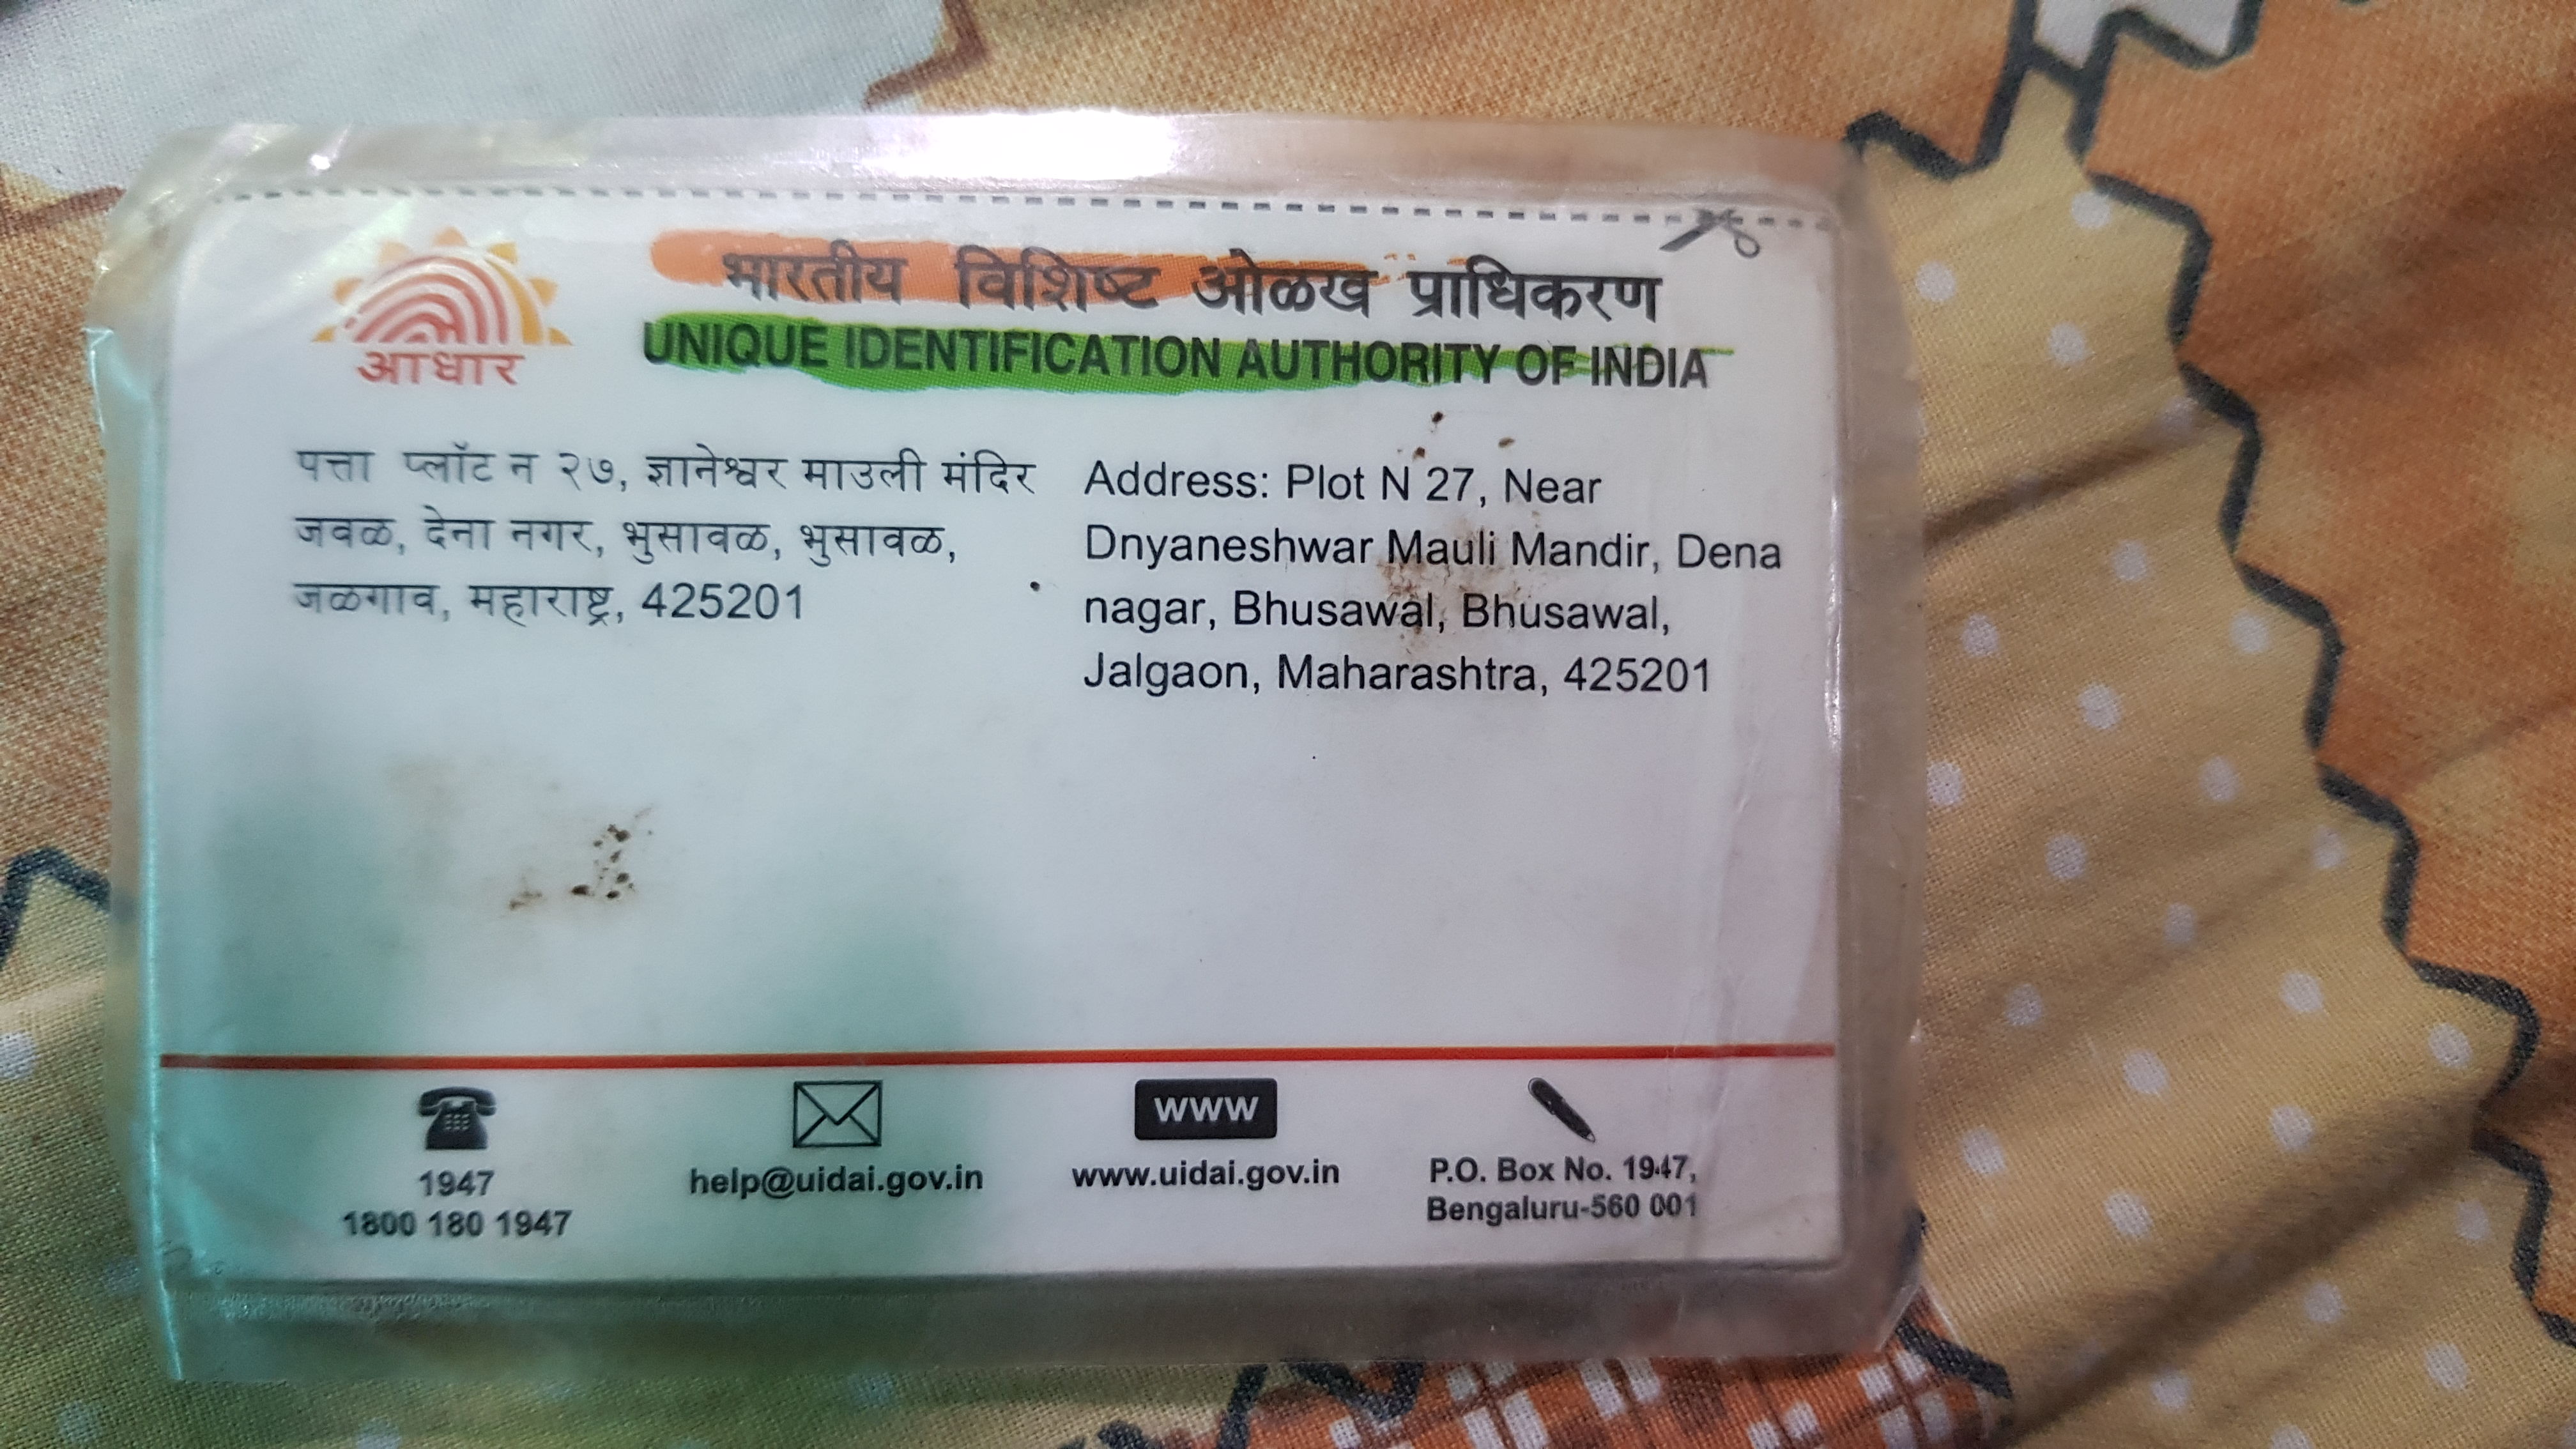 भारतीय विशिष्ट ओळख प्राधिकरण
UNIQUE IDENTIFICATION AUTHORITY OF INDIA
आधार
पत्ता प्लॉट न २७, ज्ञानेश्वर माउली मंदिर
जवळ, देना नगर, भुसावळ, भुसावळ,
जळगाव, महाराष्ट्र, 425201
Address: Plot N 27, Near
Dnyaneshwar Mauli Mandir, Dena
nagar, Bhusawal, Bhusawal,
Jalgaon, Maharashtra, 425201
1947
1800 180 1947
help@uidai.gov.in
www
www.uidai.gov.in
P.O. Box No. 1947,
Bengaluru-560 001